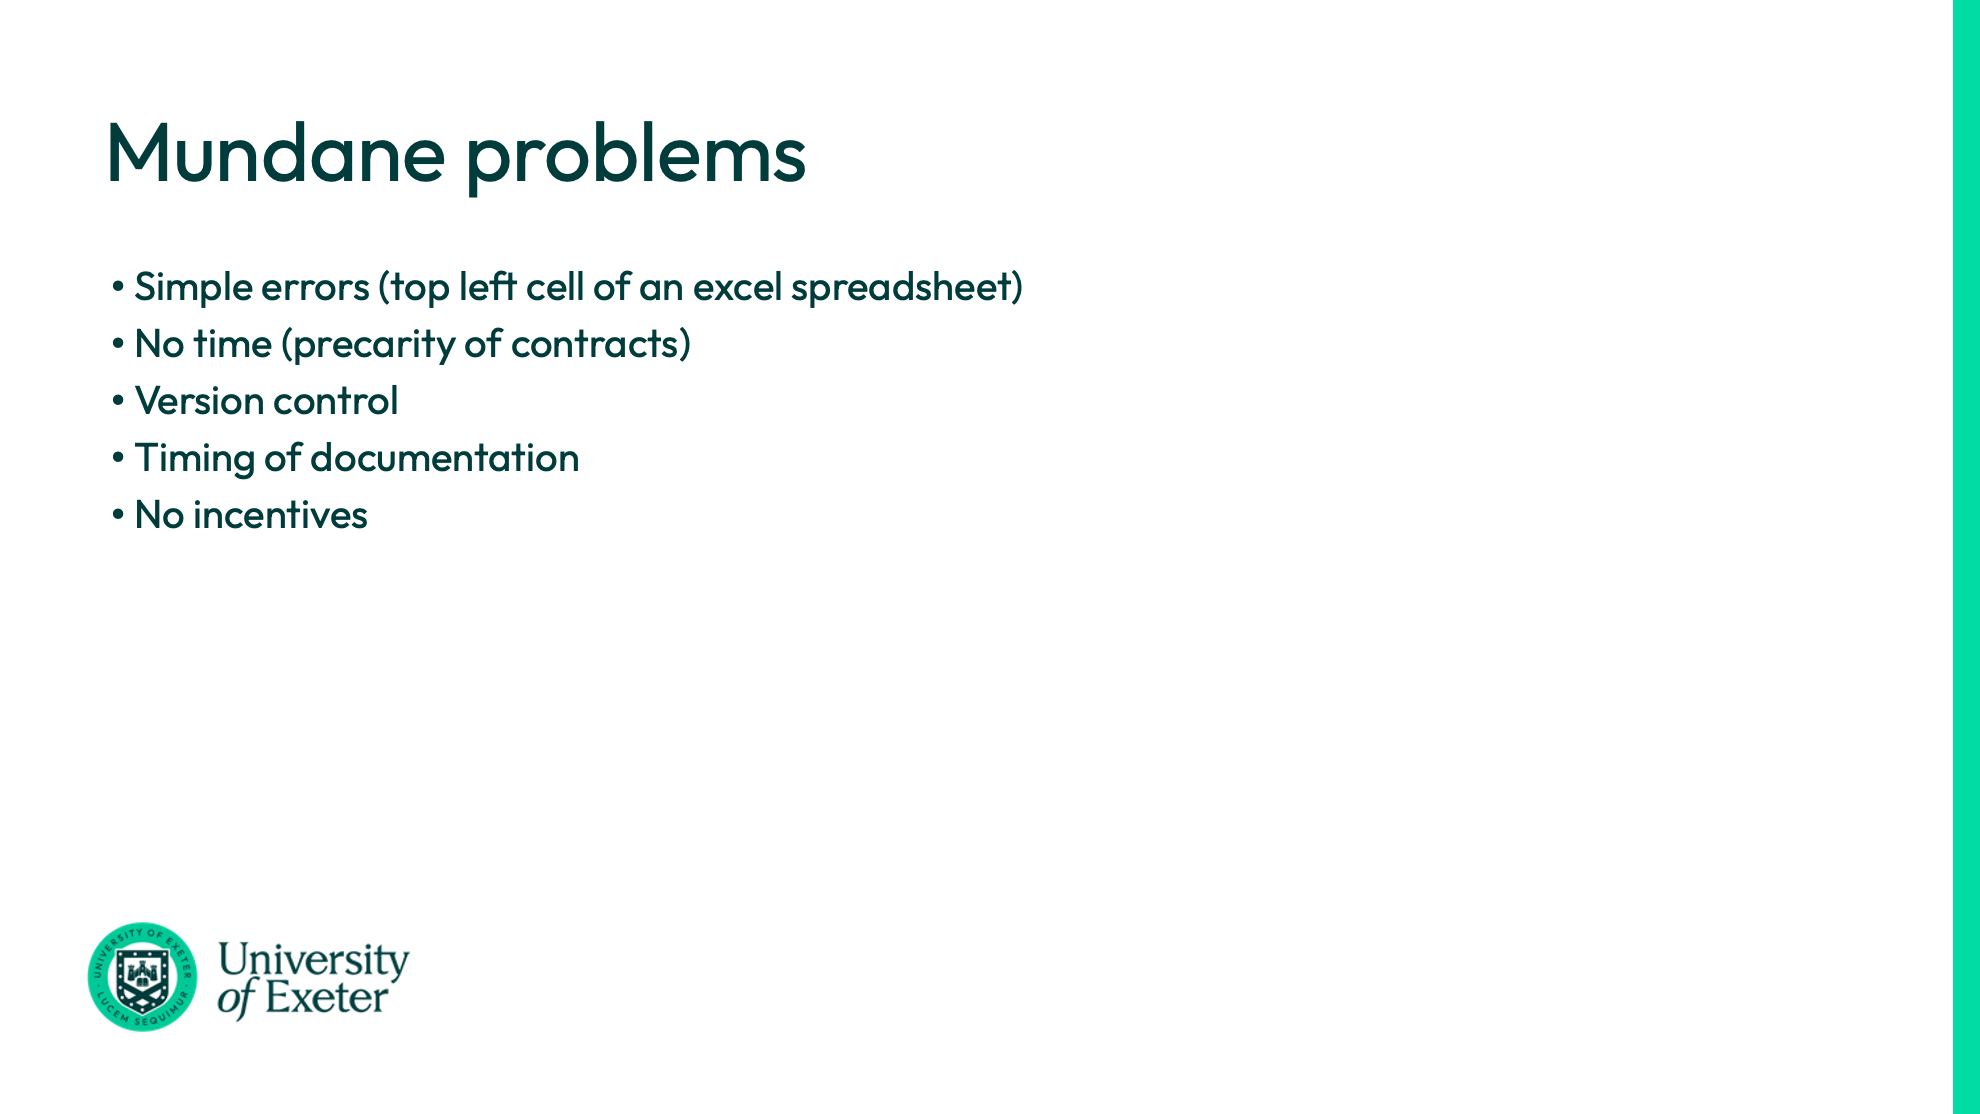 Mundane problems
• Simple errors (top left cell of an excel spreadsheet)
• No time (precarity of contracts)
• Version control
• Timing of documentation
• No incentives
UNIVERSITY OF EXETER
LUCEM SEQUIMUR
University
of Exeter